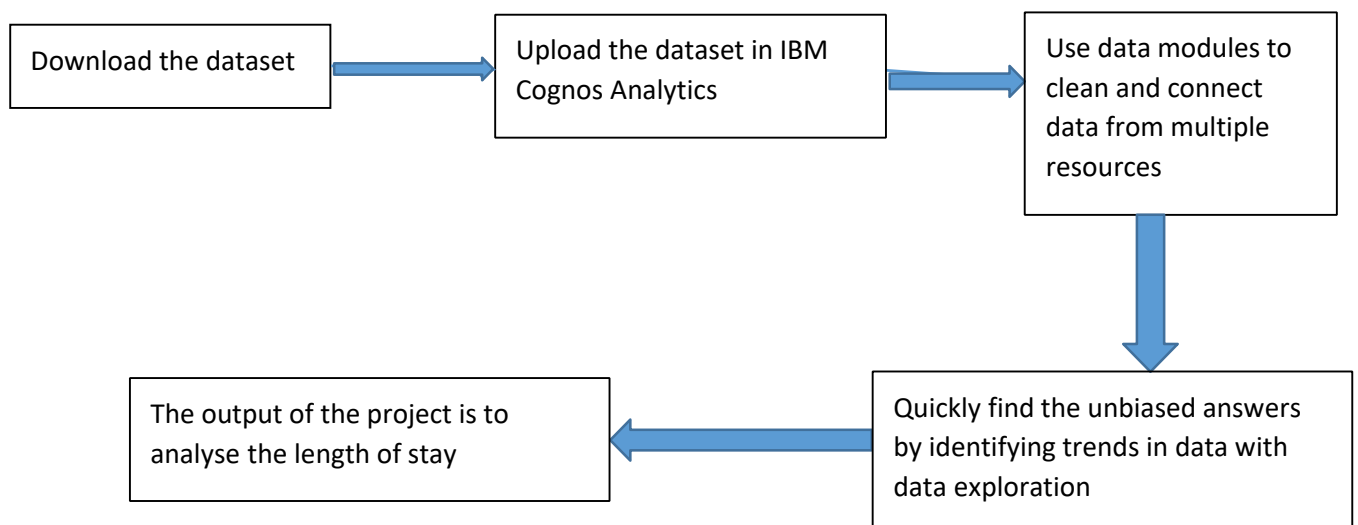 Download the dataset
Upload the dataset in IBM
Cognos Analytics
Use data modules to
clean and connect
data from multiple
resources
Quickly find the unbiased answers
by identifying trends in data with
data exploration
The output of the project is to
analyse the length of stay